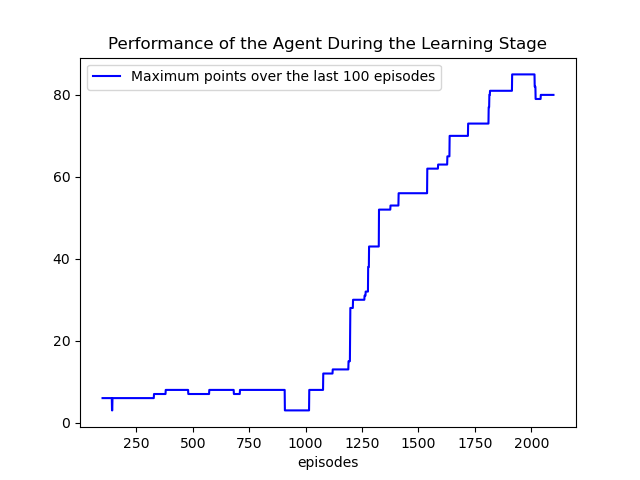 Performance of the Agent During the Learning Stage
Maximum points over the last 100 episodes
80
60
40
20
0
250 500 750 1000 1250 1500 1750 2000
episodes